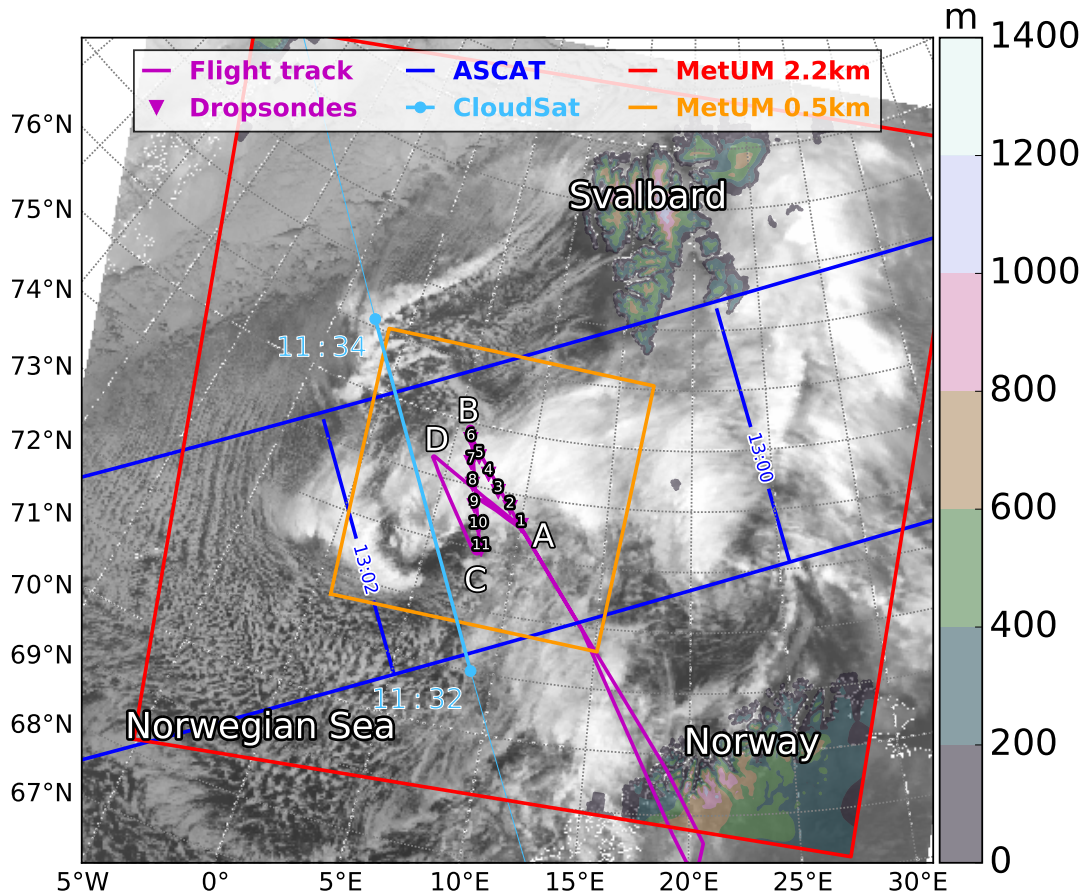 m
Flight track ASCAT MetUM 2.2km
Dropsondes CloudSat MetUM 0.5km
1400
1200
1000
800
600
400
200
0
76°N
75°N
74°N
73°N
72°N
71°N
70°N
69°N
68°N
67°N
Svalbard
11:34
B
D
6
5
7
4
8
3
9
2
10
1
11
A
C
13:00
13:02
11:32
Norwegian Sea
Norway
5°W 0° 5°E 10°E 15°E 20°E 25°E 30°E